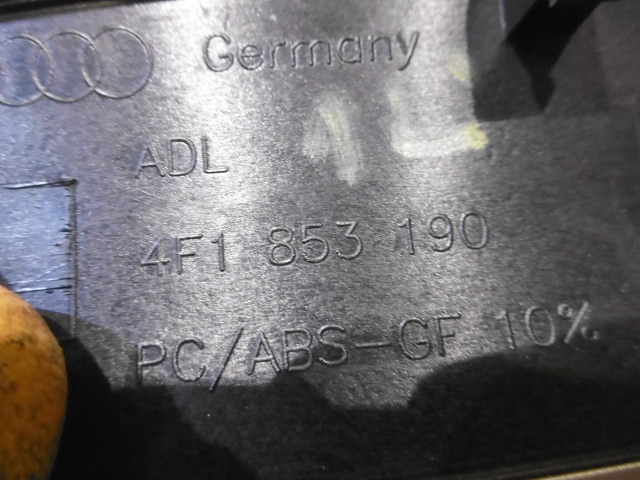 Germany
ADL
4F1 853 190
PC/ABS-GF 10%